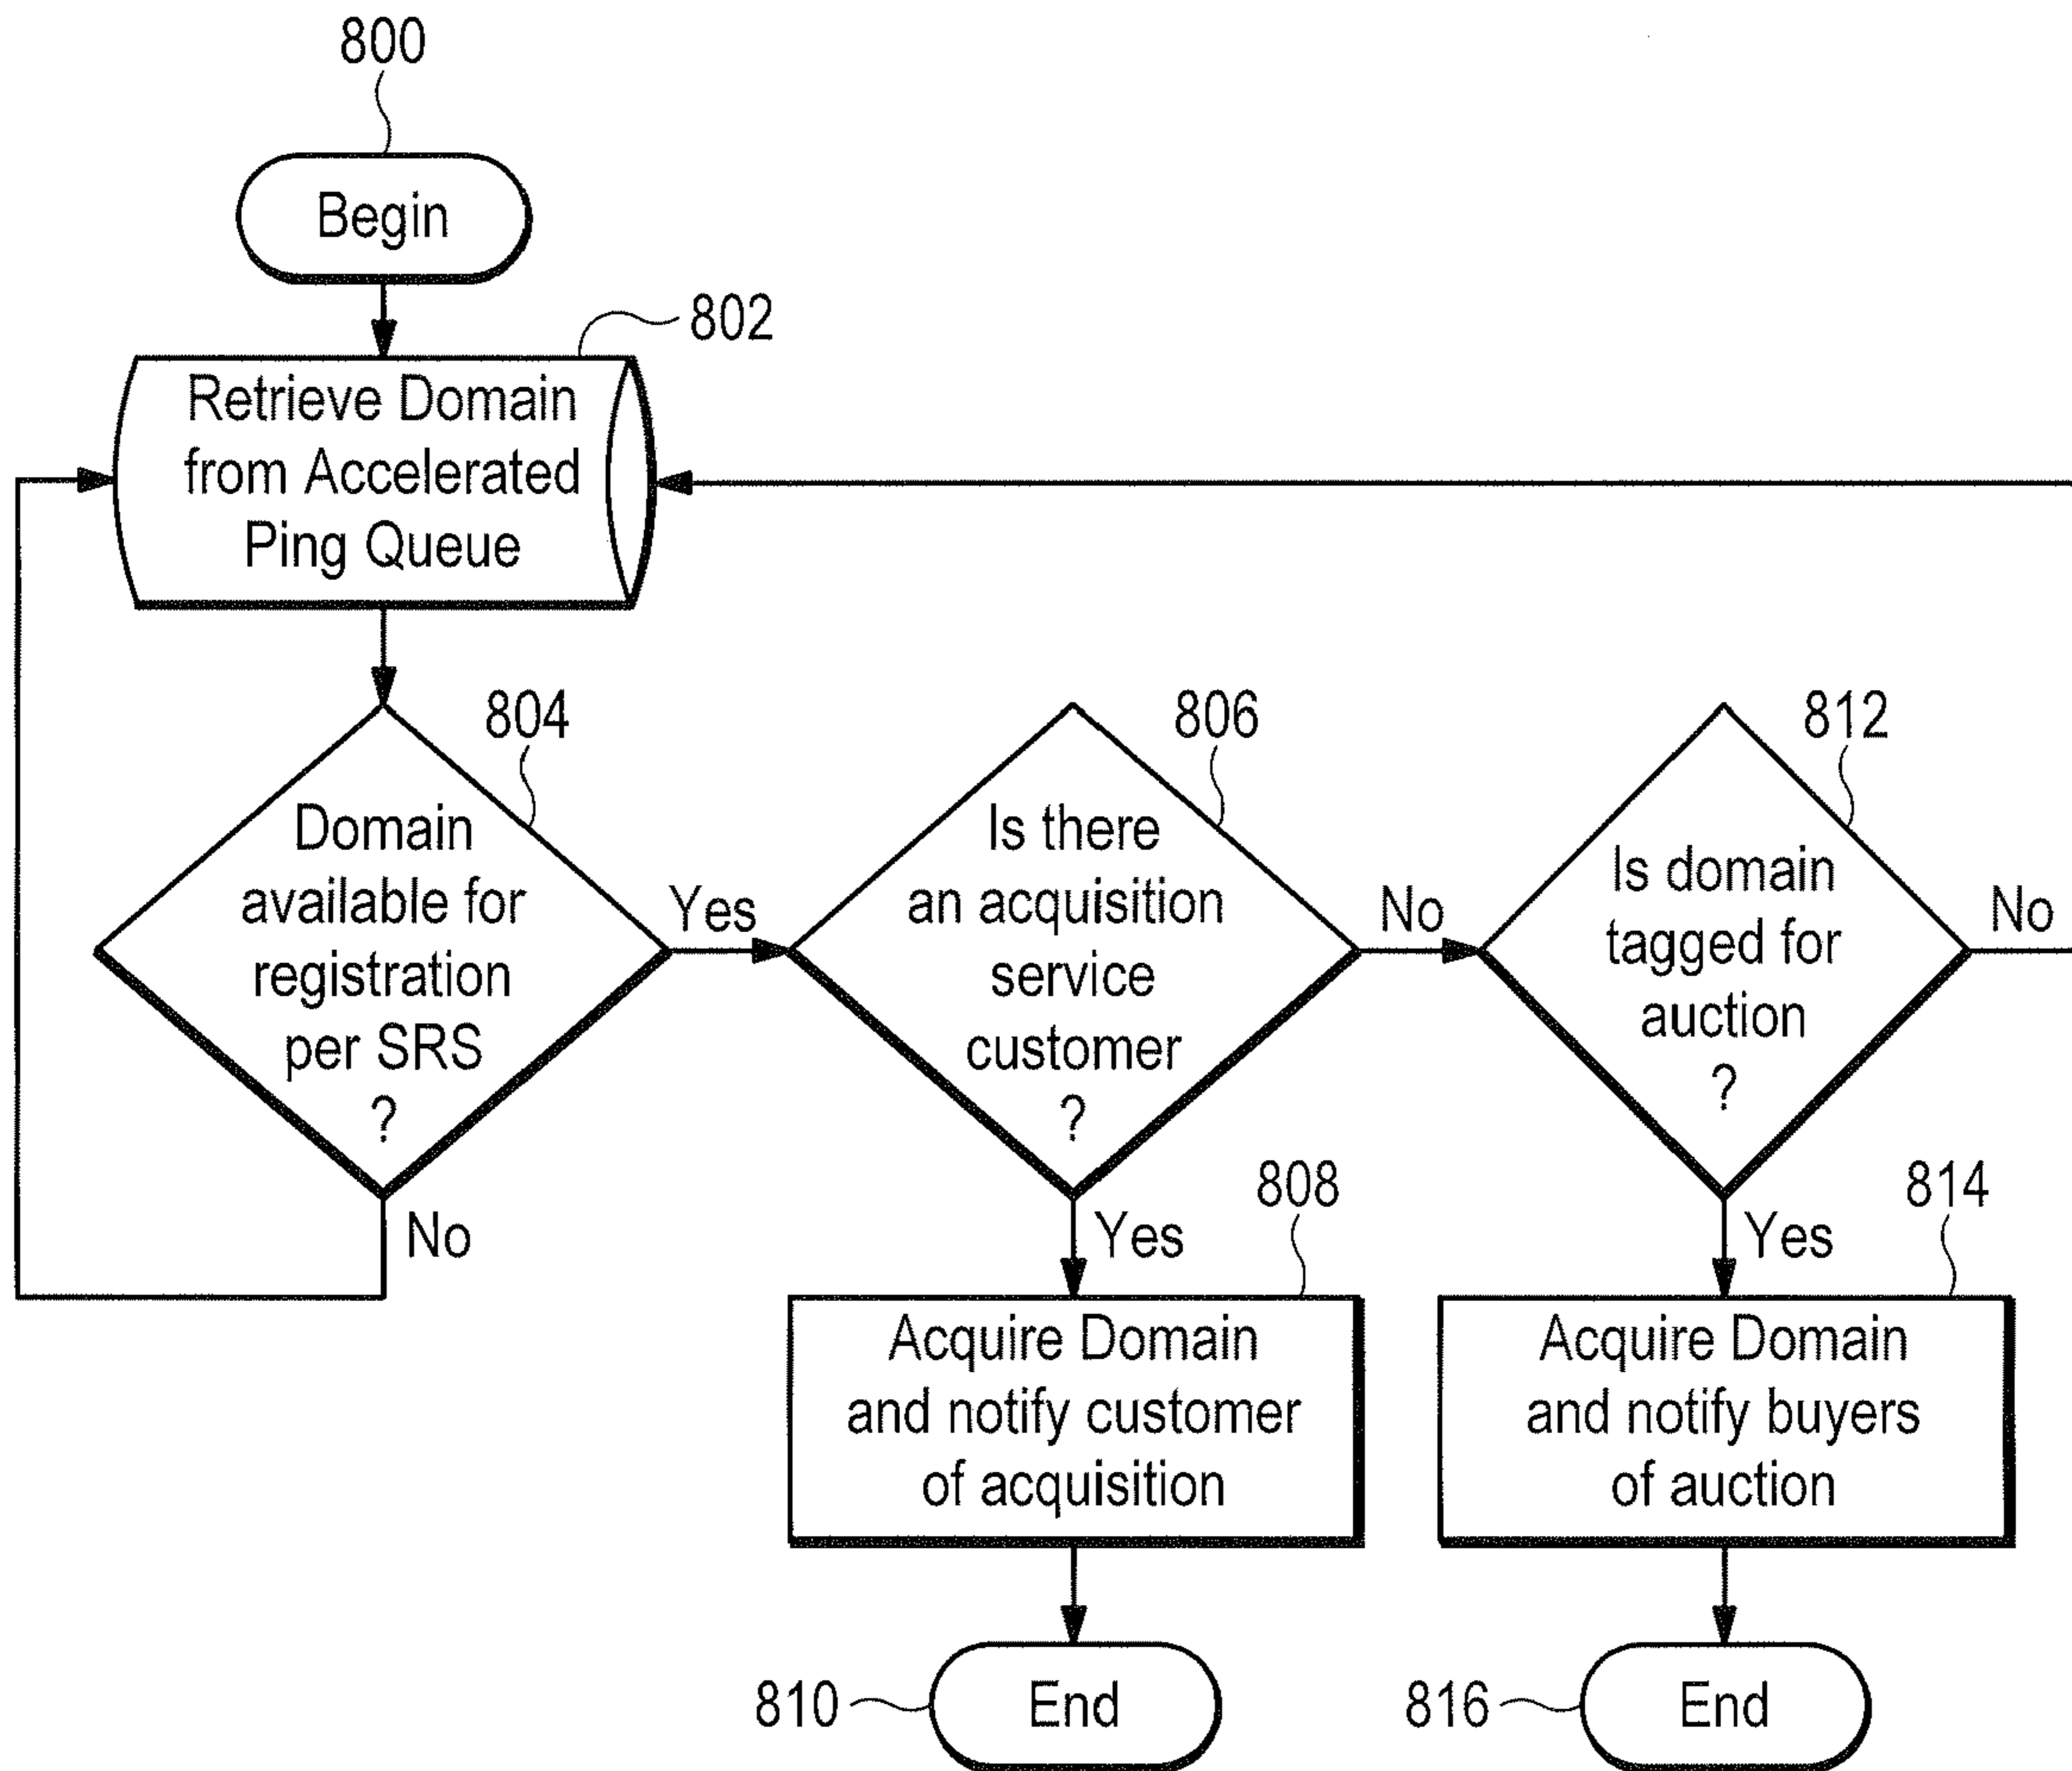 800
Begin
802
Retrieve Domain
from Accelerated
Ping Queue
804
Domain
available for
registration
per SRS
?
Yes
No
806
Is there
an acquisition
service
customer
?
No
Yes
812
Is domain
tagged for
auction
?
No
Yes
808
Acquire Domain
and notify customer
of acquisition
814
Acquire Domain
and notify buyers
of auction
810
End
816
End